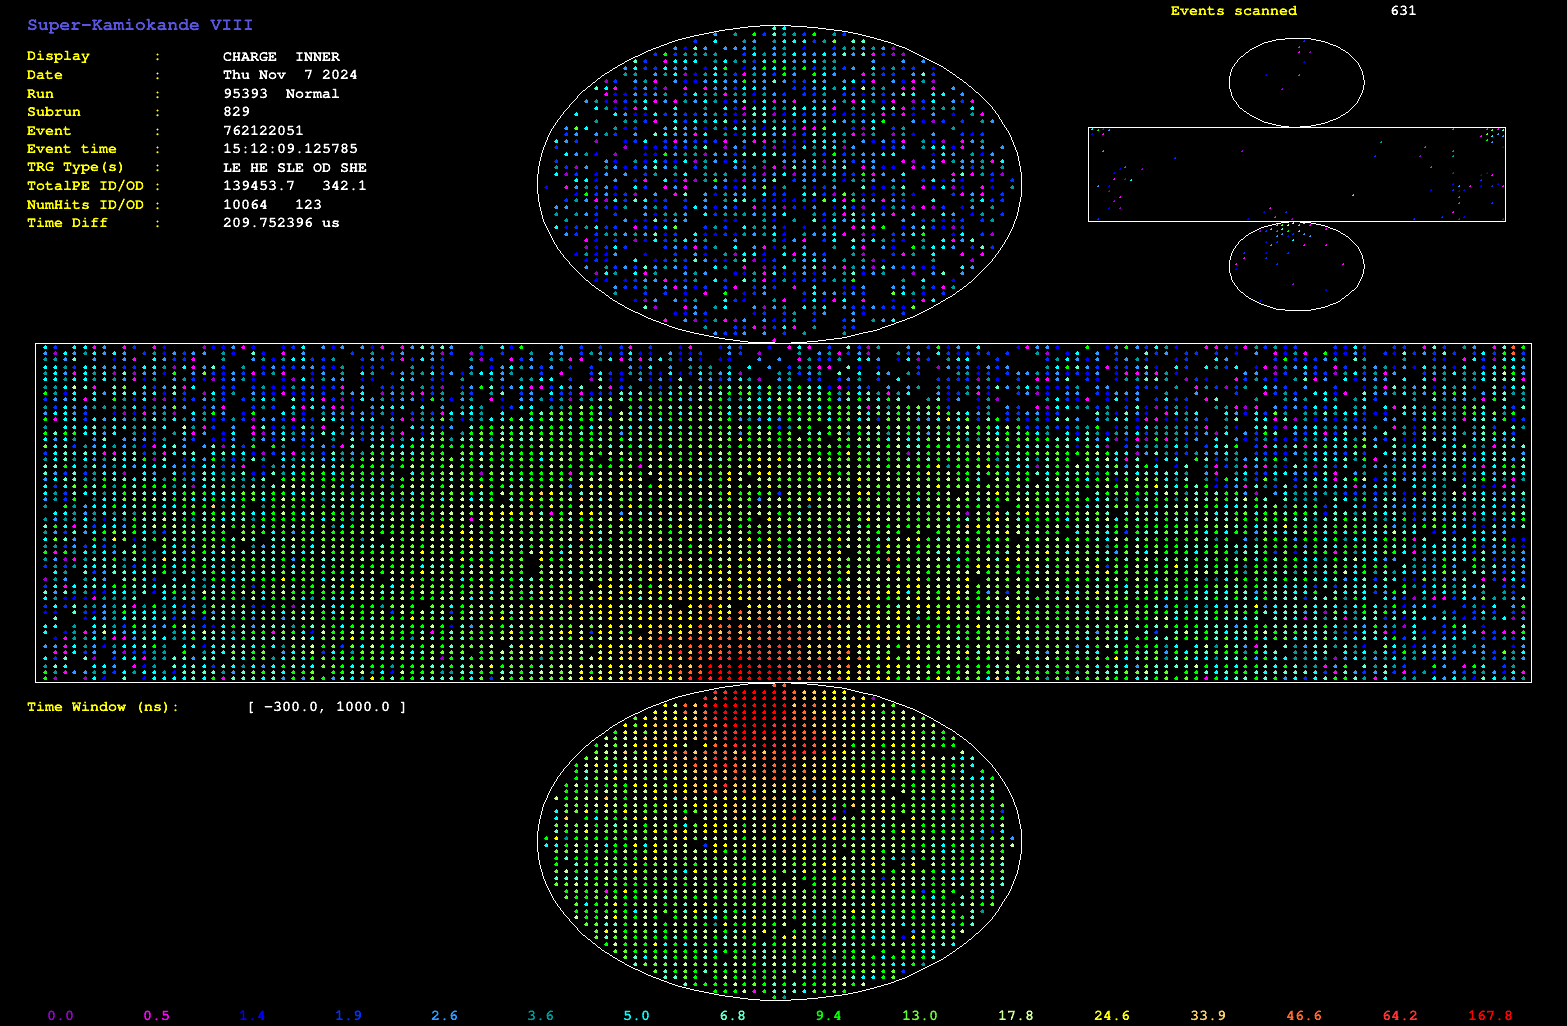 Super-Kamiokande VIII
Events scanned 631
Display : CHARGE INNER
Date : Thu Nov 7 2024
Run : 95393 Normal
Subrun : 829
Event : 762122051
Event time : 15:12:09.125785
TRG Type(s) : LE HE SLE OD SHE
TotalPE ID/OD : 139453.7 342.1
NumHits ID/OD : 10064 123
Time Diff : 209.752396 us
Time Window (ns): [ -300.0, 1000.0 ]
0.0 0.5 1.4 1.9 2.6 3.6 5.0 6.8 9.4 13.0 17.8 24.6 33.9 46.6 64.2 167.8